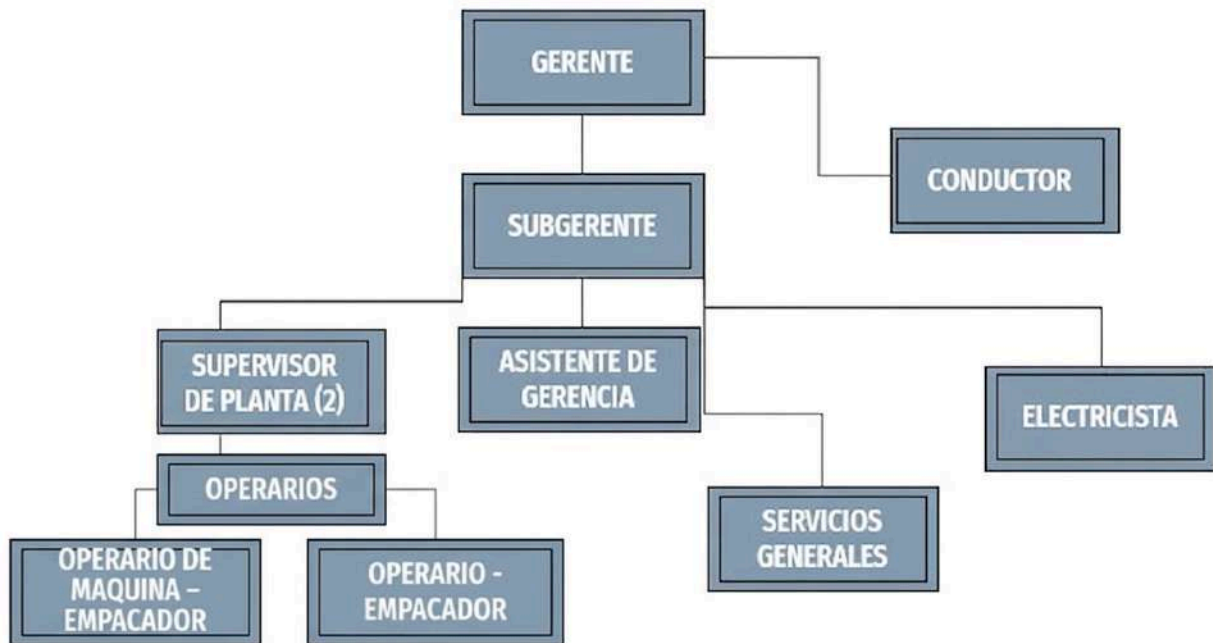 GERENTE
CONDUCTOR
SUBGERENTE
SUPERVISOR
DE PLANTA (2)
ASISTENTE DE
GERENCIA
ELECTRICISTA
OPERARIOS
SERVICIOS
GENERALES
OPERARIO DE
MAQUINA –
EMPACADOR
OPERARIO -
EMPACADOR